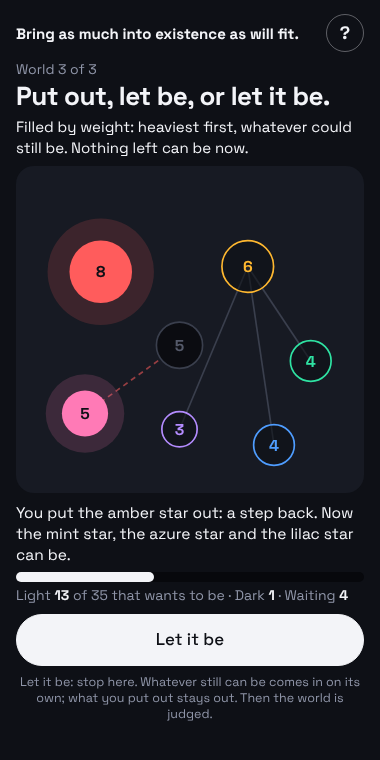 Bring as much into existence as will fit.
?
World 3 of 3
Put out, let be, or let it be.
Filled by weight: heaviest first, whatever could
still be. Nothing left can be now.
8
6
5
4
5
3
4
You put the amber star out: a step back. Now
the mint star, the azure star and the lilac star
can be.
Light 13 of 35 that wants to be · Dark 1 · Waiting 4
Let it be
Let it be: stop here. Whatever still can be comes in on its
own; what you put out stays out. Then the world is
judged.